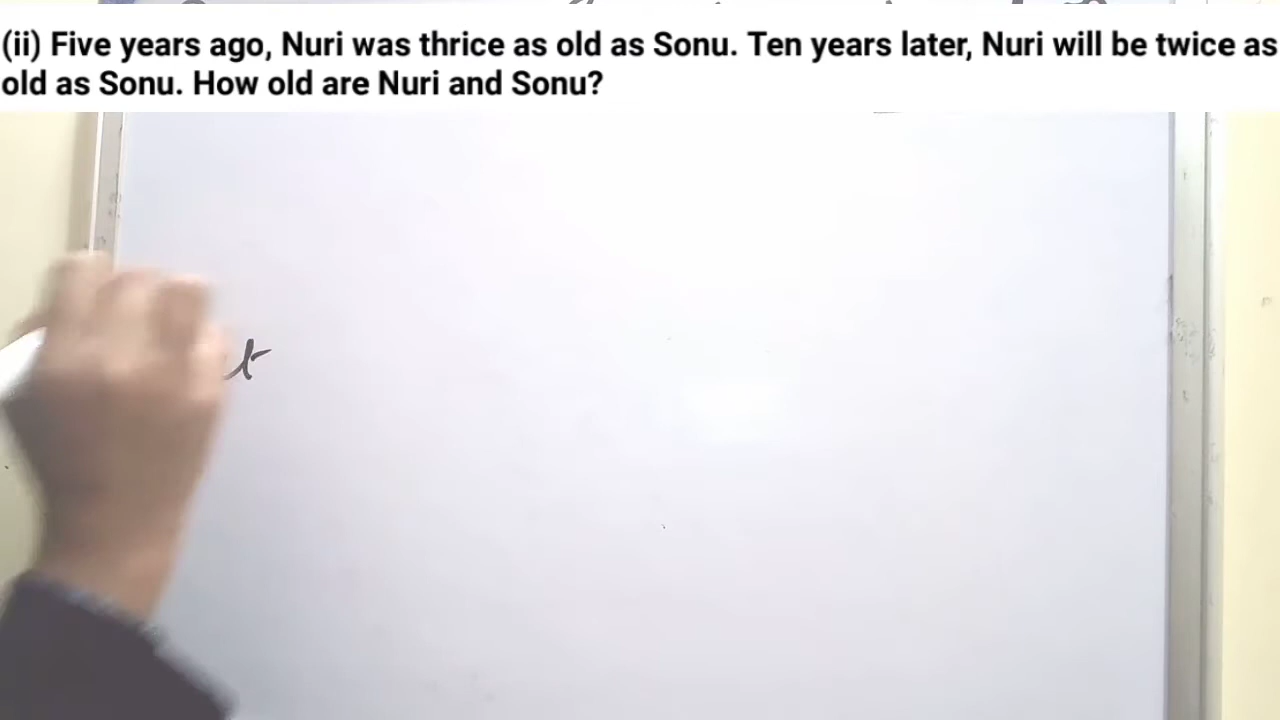 (ii) Five years ago, Nuri was thrice as old as Sonu. Ten years later, Nuri will be twice as
old as Sonu. How old are Nuri and Sonu?